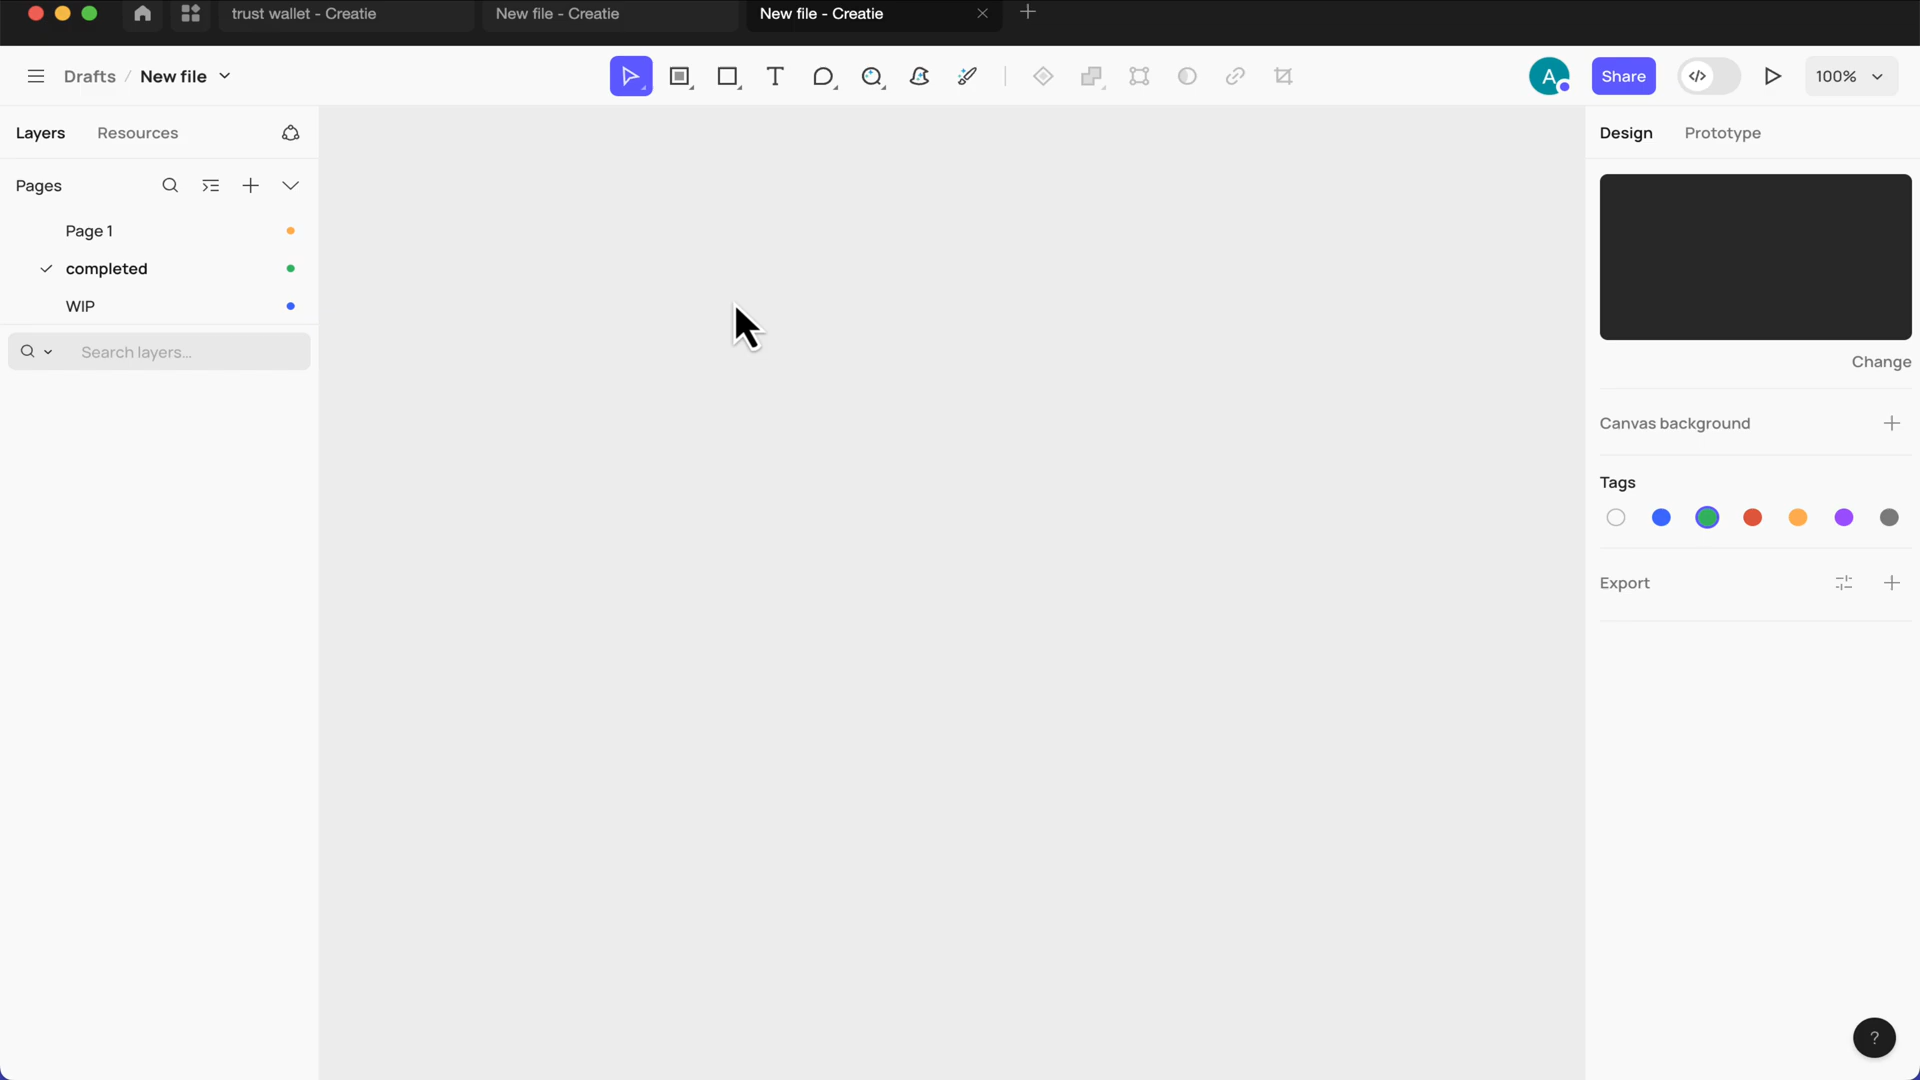 trust wallet - Creatie
New file - Creatie
New file - Creatie
Drafts / New file
T
A
Share
</>
100%
Layers
Resources
Pages
Page 1
completed
WIP
Search layers...
Design
Prototype
Change
Canvas background
Tags
Export
?